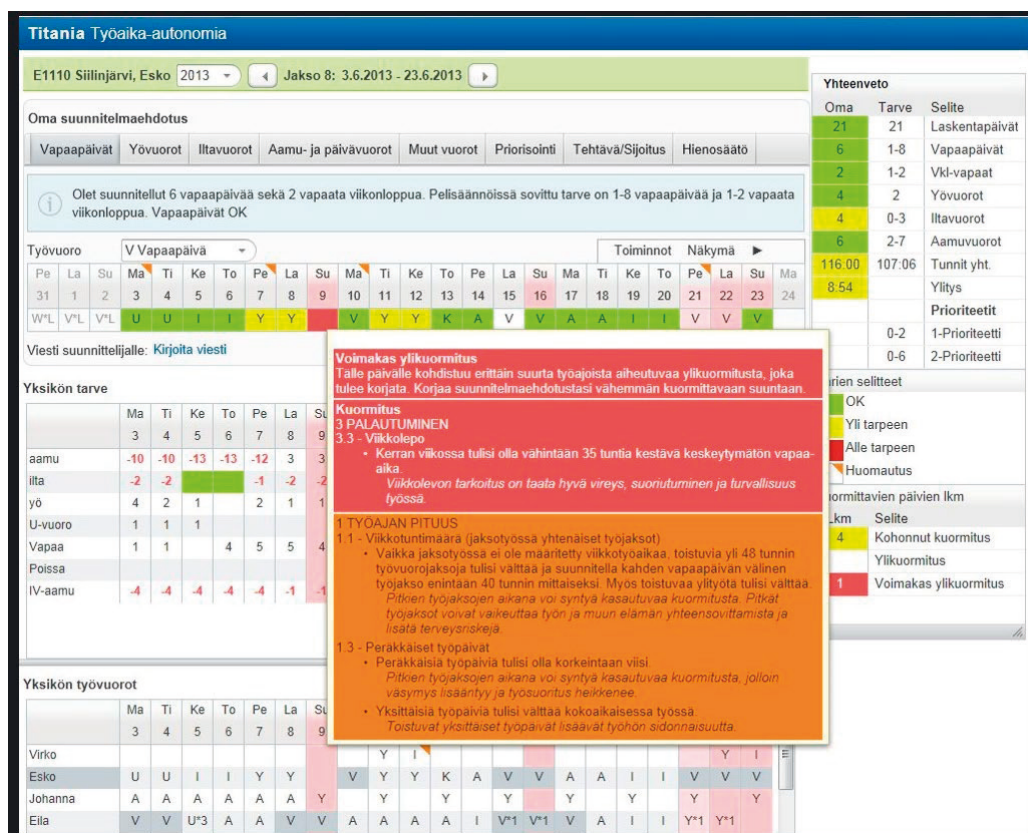 Titania Työaika-autonomia
E1110 Siilinjärvi, Esko 2013 Jakso 8: 3.6.2013 - 23.6.2013
Oma suunnitelmaehdotus
Vapaapäivät Yövuorot Iltavuorot Aamu- ja päivävuorot Muut vuorot Priorisointi Tehtävä/Sijoitus Hienosäätö
Olet suunnitellut 6 vapaapäivää sekä 2 vapaata viikonloppua. Pelisäännöissä sovittu tarve on 1-8 vapaapäivää ja 1-2 vapaata
viikonloppua. Vapaapäivät OK
Työvuoro V Vapaapäivä Toiminnot Näkymä ►
Pe La Su Ma Ti Ke To Pe La Su Ma Ti Ke To Pe La Su Ma Ti Ke To Pe La Su Ma
31 1 2 3 4 5 6 7 8 9 10 11 12 13 14 15 16 17 18 19 20 21 22 23 24
W*L V*L V*L U U I I Y Y V Y Y K A V V A A I I V V V
Viesti suunnittelijalle: Kirjoita viesti
Yksikön tarve
Ma Ti Ke To Pe La Su
3 4 5 6 7 8 9
aamu -10 -10 -13 -13 -12 3 3
ilta -2 -2 -1 -2 -2
yö 4 2 1 2 1 1
U-vuoro 1 1 1
Vapaa 1 1 4 5 5 4
Poissa
IV-aamu -4 -4 -4 -4 -4 -1 -1
Voimakas ylikuormitus
Tälle päivälle kohdistuu erittäin suurta työajoista aiheutuvaa ylikuormitusta, joka
tulee korjata. Korjaa suunnitelmaehdotustasi vähemmän kuormittavaan suuntaan.
Kuormitus
3 PALAUTUMINEN
3.3 - Viikkolepo
• Kerran viikossa tulisi olla vähintään 35 tuntia kestävä keskeytymätön vapaa-
aika.
Viikkolevon tarkoitus on taata hyvä vireys, suoriutuminen ja turvallisuus
työssä.
1 TYÖAJAN PITUUS
1.1 - Viikkotuntimäärä (jaksotyössä yhtenäiset työjaksot)
• Vaikka jaksotyössä ei ole määritetty viikkotyöaikaa, toistuvia yli 48 tunnin
työvuorojaksoja tulisi välttää ja suunnitella kahden vapaapäivän välinen
työjakso enintään 40 tunnin mittaiseksi. Myös toistuvaa ylityötä tulisi välttää.
Pitkien työjaksojen aikana voi syntyä kasautuvaa kuormitusta. Pitkät
työjaksot voivat vaikeuttaa työn ja muun elämän yhteensovittamista ja
lisätä terveysriskejä.
1.3 - Peräkkäiset työpäivät
• Peräkkäisiä työpäiviä tulisi olla korkeintaan viisi.
Pitkien työjaksojen aikana voi syntyä kasautuvaa kuormitusta, jolloin
väsymys lisääntyy ja työsuoritus heikkenee.
• Yksittäisiä työpäiviä tulisi välttää kokoaikaisessa työssä.
Toistuvat yksittäiset työpäivät lisäävät työhön sidonnaisuutta.
Yksikön työvuorot
Ma Ti Ke To Pe La Su
3 4 5 6 7 8 9
Virko Y I Y I
Esko U U I I Y Y V Y Y K A V V A A I I V V V
Johanna A A A A A A Y Y Y Y Y Y Y Y
Eila V V U*3 A A V V A A A A I V*1 V*1 V A I I Y*1 Y*1
Yhteenveto
Oma Tarve Selite
21 21 Laskentapäivät
6 1-8 Vapaapäivät
2 1-2 Vkl-vapaat
4 2 Yövuorot
4 0-3 Iltavuorot
6 2-7 Aamuvuorot
116:00 107:06 Tunnit yht.
8:54 Ylitys
Prioriteetit
0-2 1-Prioriteetti
0-6 2-Prioriteetti
rien selitteet
OK
Yli tarpeen
Alle tarpeen
Huomautus
uormittavien päivien lkm
Lkm Selite
4 Kohonnut kuormitus
Ylikuormitus
1 Voimakas ylikuormitus